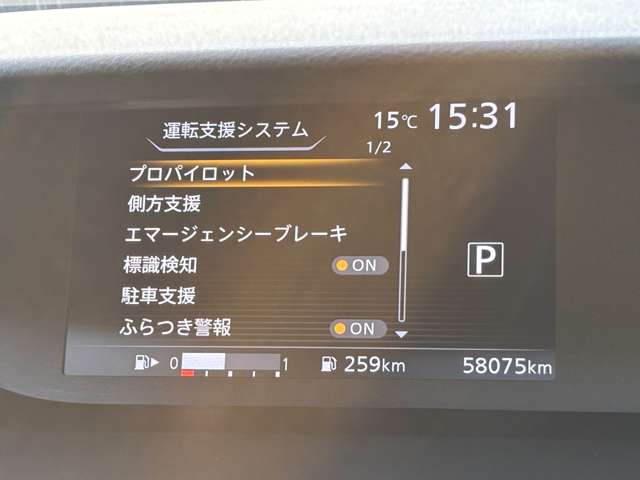 運転支援システム
15℃ 15:31
1/2
プロパイロット
側方支援
エマージェンシーブレーキ
標識検知 ON
P
駐車支援
ふらつき警報 ON
0 1 259km 58075km